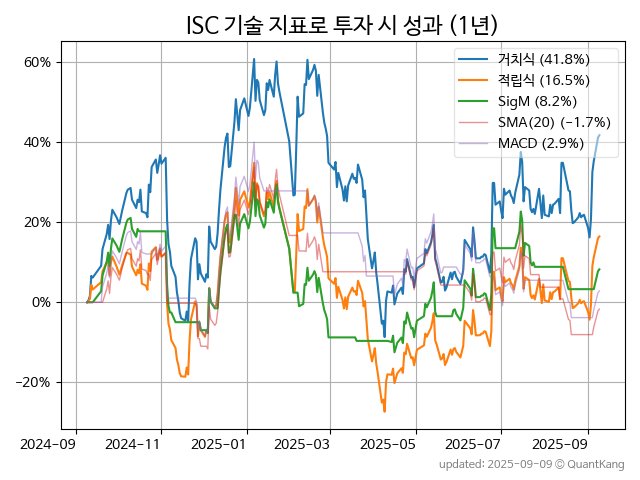 ISC 기술 지표로 투자 시 성과 (1년)
거치식 (41.8%)
적립식 (16.5%)
SigM (8.2%)
SMA(20) (−1.7%)
MACD (2.9%)
60%
40%
20%
0%
−20%
2024-09 2024-11 2025-01 2025-03 2025-05 2025-07 2025-09
updated: 2025-09-09 © QuantKang